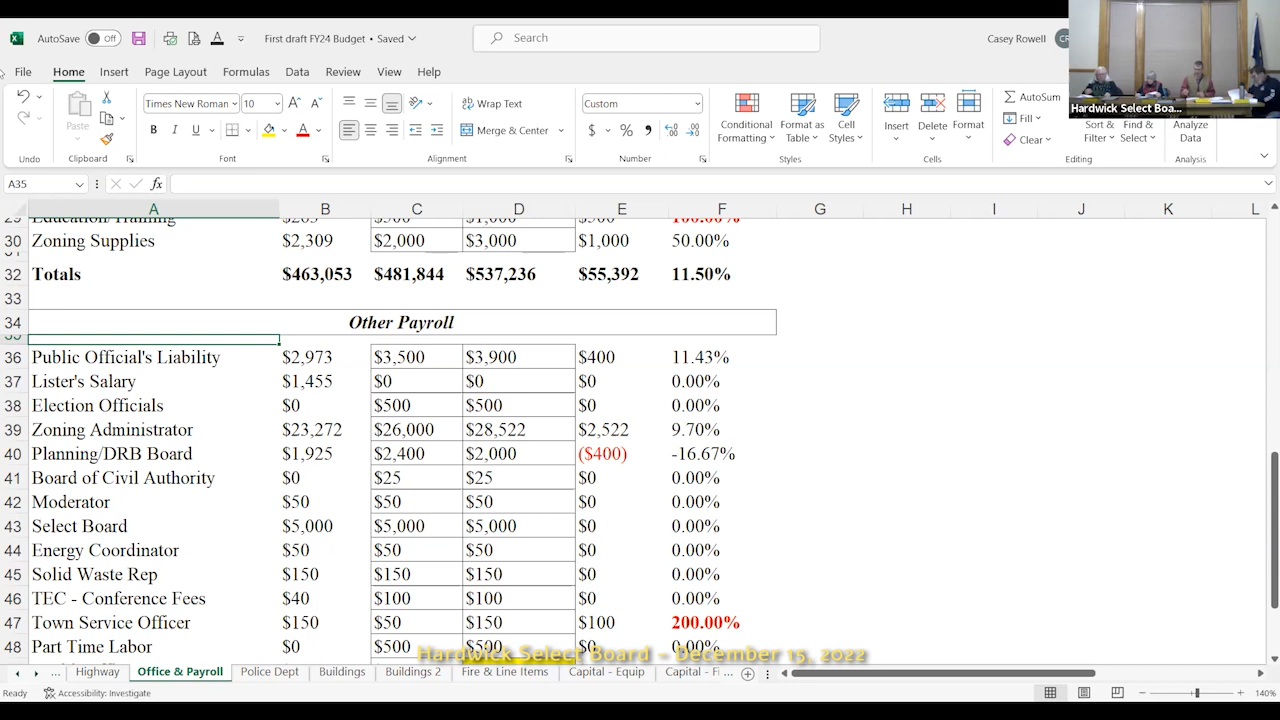 AutoSave Off First draft FY24 Budget • Saved Search Casey Rowell CR
File Home Insert Page Layout Formulas Data Review View Help
Hardwick Select Boa...
Paste Times New Roman 10 Wrap Text Custom Conditional Formatting Format as Table Cell Styles Insert Delete Format AutoSum
B I U Merge & Center $ % Fill Sort & Filter Find & Select Analyze Data
Clear
Undo Clipboard Font Alignment Number Styles Cells Editing Analysis
A35 fx
A B C D E F G H I J K L
30 Zoning Supplies $2,309 $2,000 $3,000 $1,000 50.00%
32 Totals $463,053 $481,844 $537,236 $55,392 11.50%
33
34 Other Payroll
36 Public Official's Liability $2,973 $3,500 $3,900 $400 11.43%
37 Lister's Salary $1,455 $0 $0 $0 0.00%
38 Election Officials $0 $500 $500 $0 0.00%
39 Zoning Administrator $23,272 $26,000 $28,522 $2,522 9.70%
40 Planning/DRB Board $1,925 $2,400 $2,000 ($400) -16.67%
41 Board of Civil Authority $0 $25 $25 $0 0.00%
42 Moderator $50 $50 $50 $0 0.00%
43 Select Board $5,000 $5,000 $5,000 $0 0.00%
44 Energy Coordinator $50 $50 $50 $0 0.00%
45 Solid Waste Rep $150 $150 $150 $0 0.00%
46 TEC - Conference Fees $40 $100 $100 $0 0.00%
47 Town Service Officer $150 $50 $150 $100 200.00%
48 Part Time Labor $0 $500 $500 $0 0.00%
Hardwick Select Board - December 15, 2022
... Highway Office & Payroll Police Dept Buildings Buildings 2 Fire & Line Items Capital - Equip Capital - Fi ...
Ready Accessibility: Investigate 140%